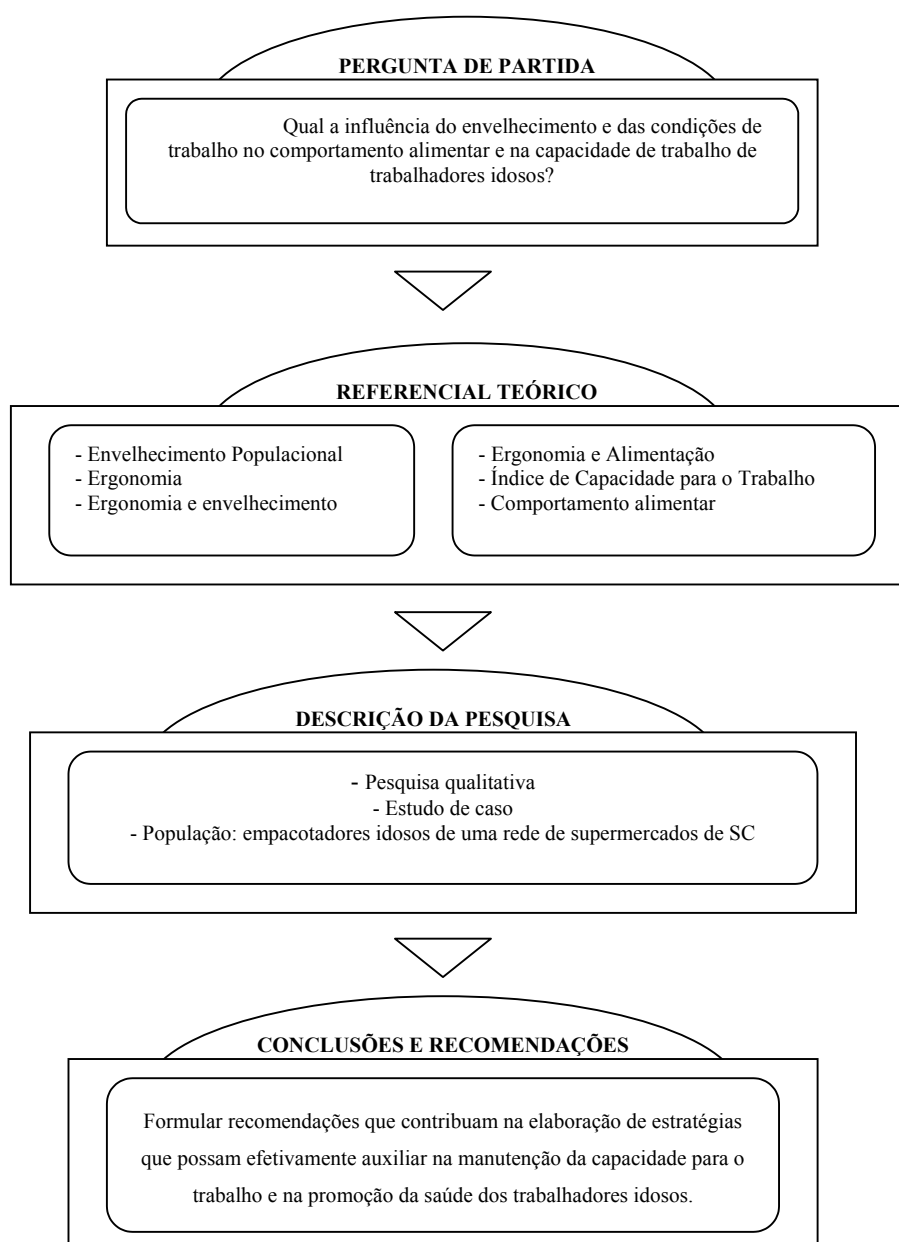 PERGUNTA DE PARTIDA
Qual a influência do envelhecimento e das condições de
trabalho no comportamento alimentar e na capacidade de trabalho de
trabalhadores idosos?
REFERENCIAL TEÓRICO
- Envelhecimento Populacional
- Ergonomia
- Ergonomia e envelhecimento
- Ergonomia e Alimentação
- Índice de Capacidade para o Trabalho
- Comportamento alimentar
DESCRIÇÃO DA PESQUISA
- Pesquisa qualitativa
- Estudo de caso
- População: empacotadores idosos de uma rede de supermercados de SC
CONCLUSÕES E RECOMENDAÇÕES
Formular recomendações que contribuam na elaboração de estratégias
que possam efetivamente auxiliar na manutenção da capacidade para o
trabalho e na promoção da saúde dos trabalhadores idosos.